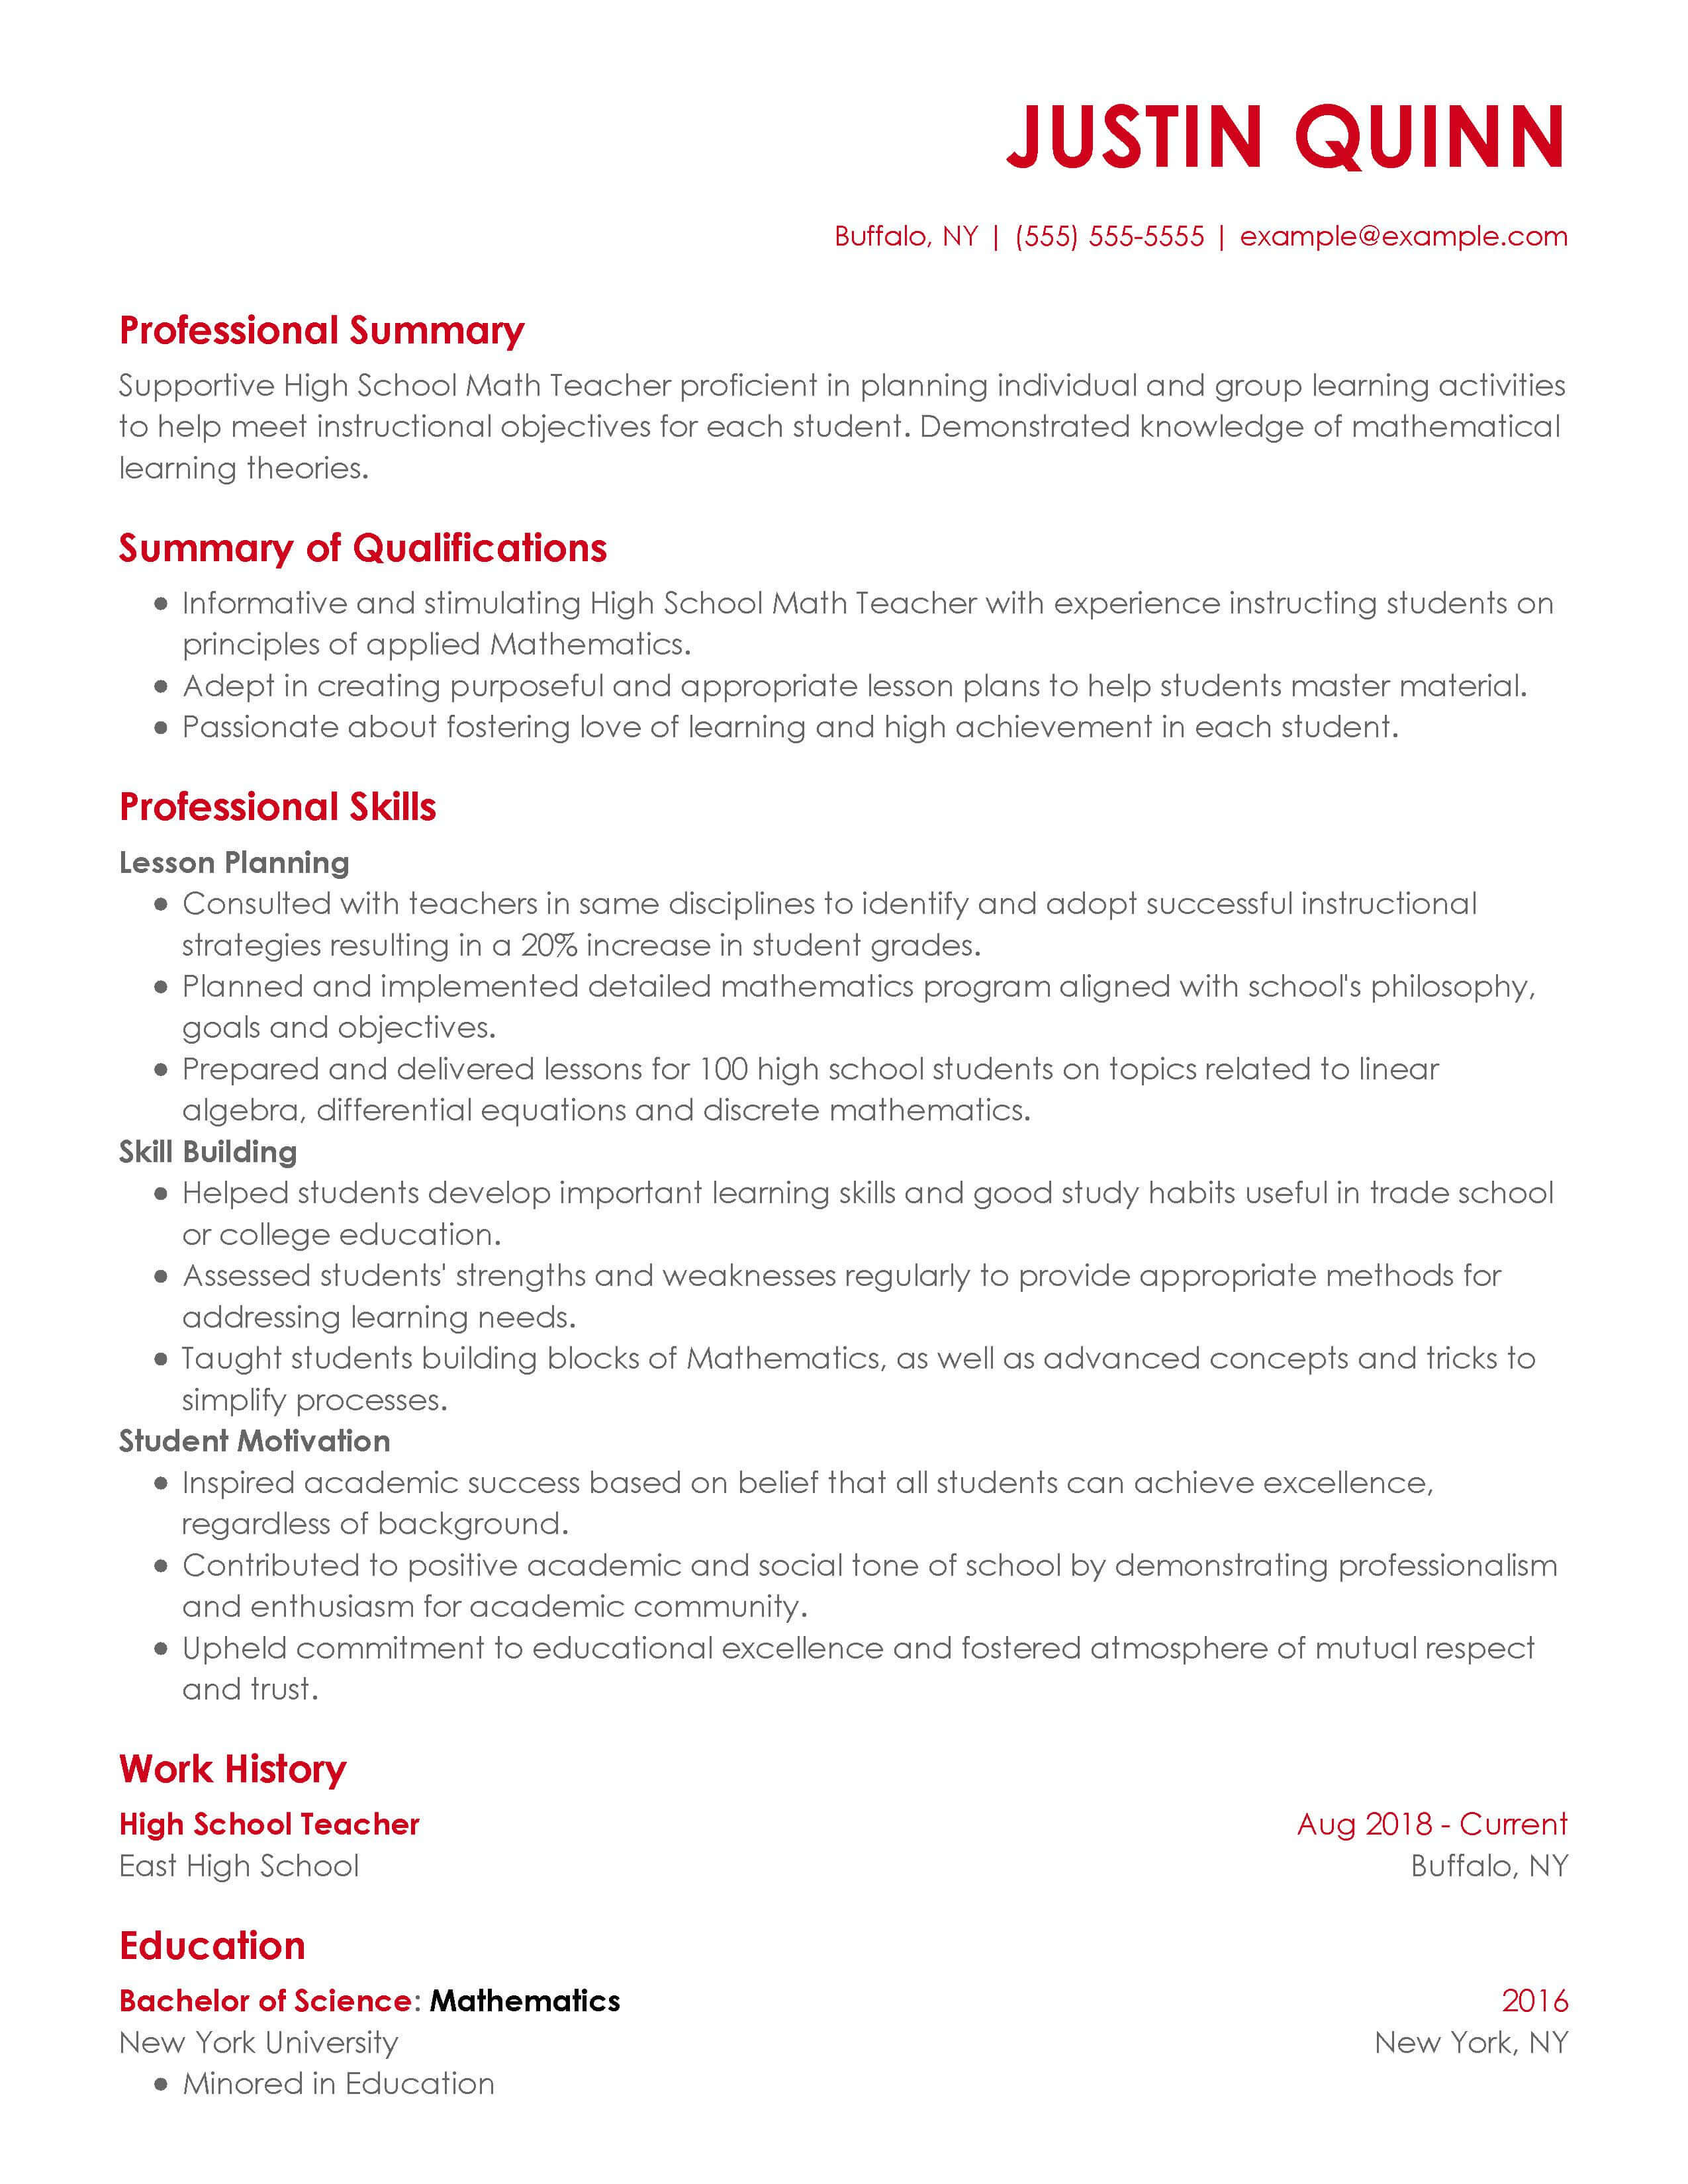 JUSTIN QUINN
Buffalo, NY | (555) 555-5555 | example@example.com
Professional Summary
Supportive High School Math Teacher proficient in planning individual and group learning activities
to help meet instructional objectives for each student. Demonstrated knowledge of mathematical
learning theories.
Summary of Qualifications
• Informative and stimulating High School Math Teacher with experience instructing students on
principles of applied Mathematics.
• Adept in creating purposeful and appropriate lesson plans to help students master material.
• Passionate about fostering love of learning and high achievement in each student.
Professional Skills
Lesson Planning
• Consulted with teachers in same disciplines to identify and adopt successful instructional
strategies resulting in a 20% increase in student grades.
• Planned and implemented detailed mathematics program aligned with school's philosophy,
goals and objectives.
• Prepared and delivered lessons for 100 high school students on topics related to linear
algebra, differential equations and discrete mathematics.
Skill Building
• Helped students develop important learning skills and good study habits useful in trade school
or college education.
• Assessed students' strengths and weaknesses regularly to provide appropriate methods for
addressing learning needs.
• Taught students building blocks of Mathematics, as well as advanced concepts and tricks to
simplify processes.
Student Motivation
• Inspired academic success based on belief that all students can achieve excellence,
regardless of background.
• Contributed to positive academic and social tone of school by demonstrating professionalism
and enthusiasm for academic community.
• Upheld commitment to educational excellence and fostered atmosphere of mutual respect
and trust.
Work History
High School Teacher Aug 2018 - Current
East High School Buffalo, NY
Education
Bachelor of Science: Mathematics 2016
New York University New York, NY
• Minored in Education